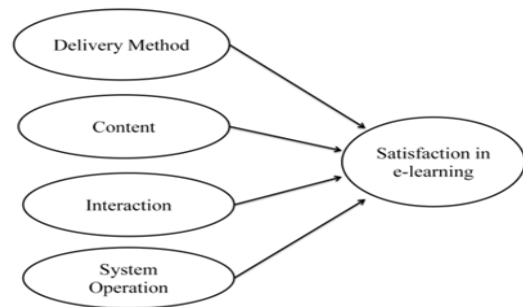 Delivery Method
Content
Interaction
System
Operation
Satisfaction in
e-learning